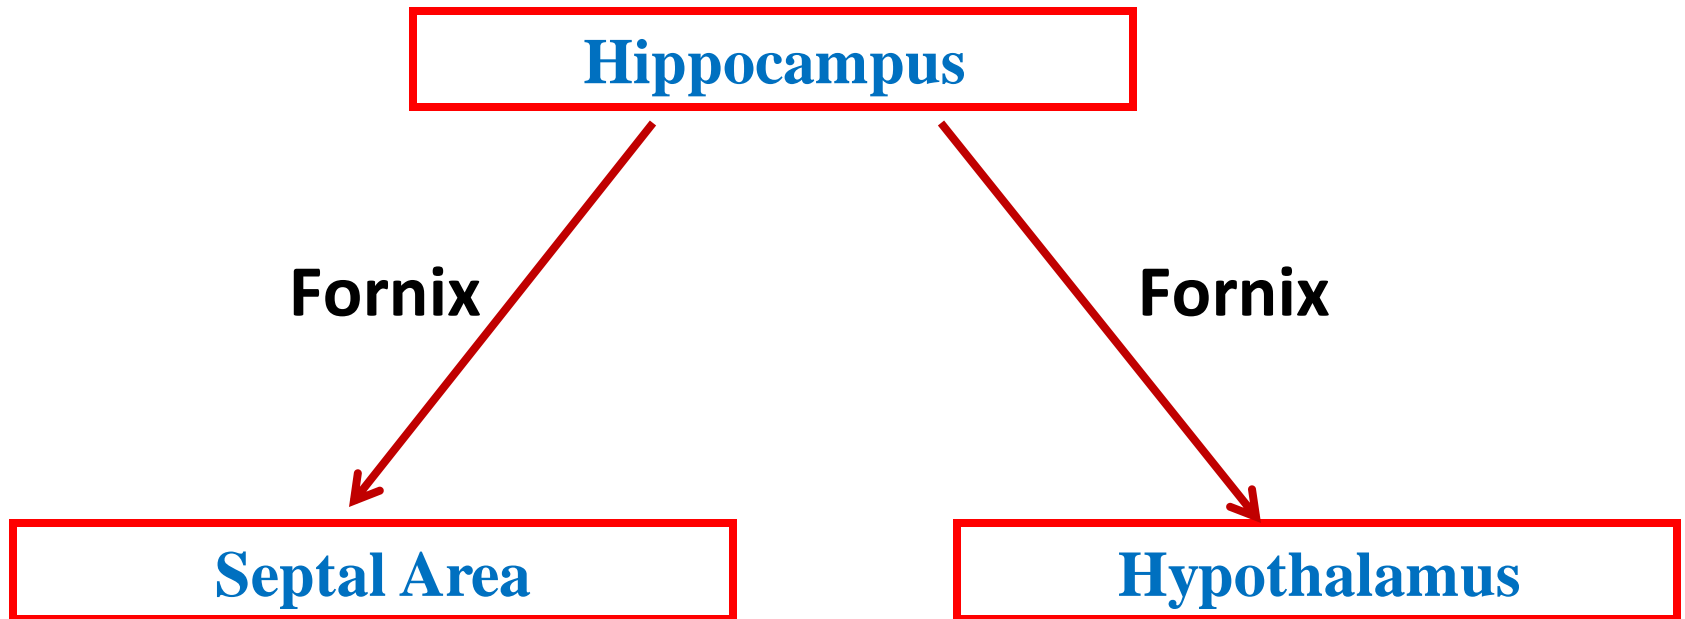 Hippocampus
Fornix
Fornix
Septal Area
Hypothalamus